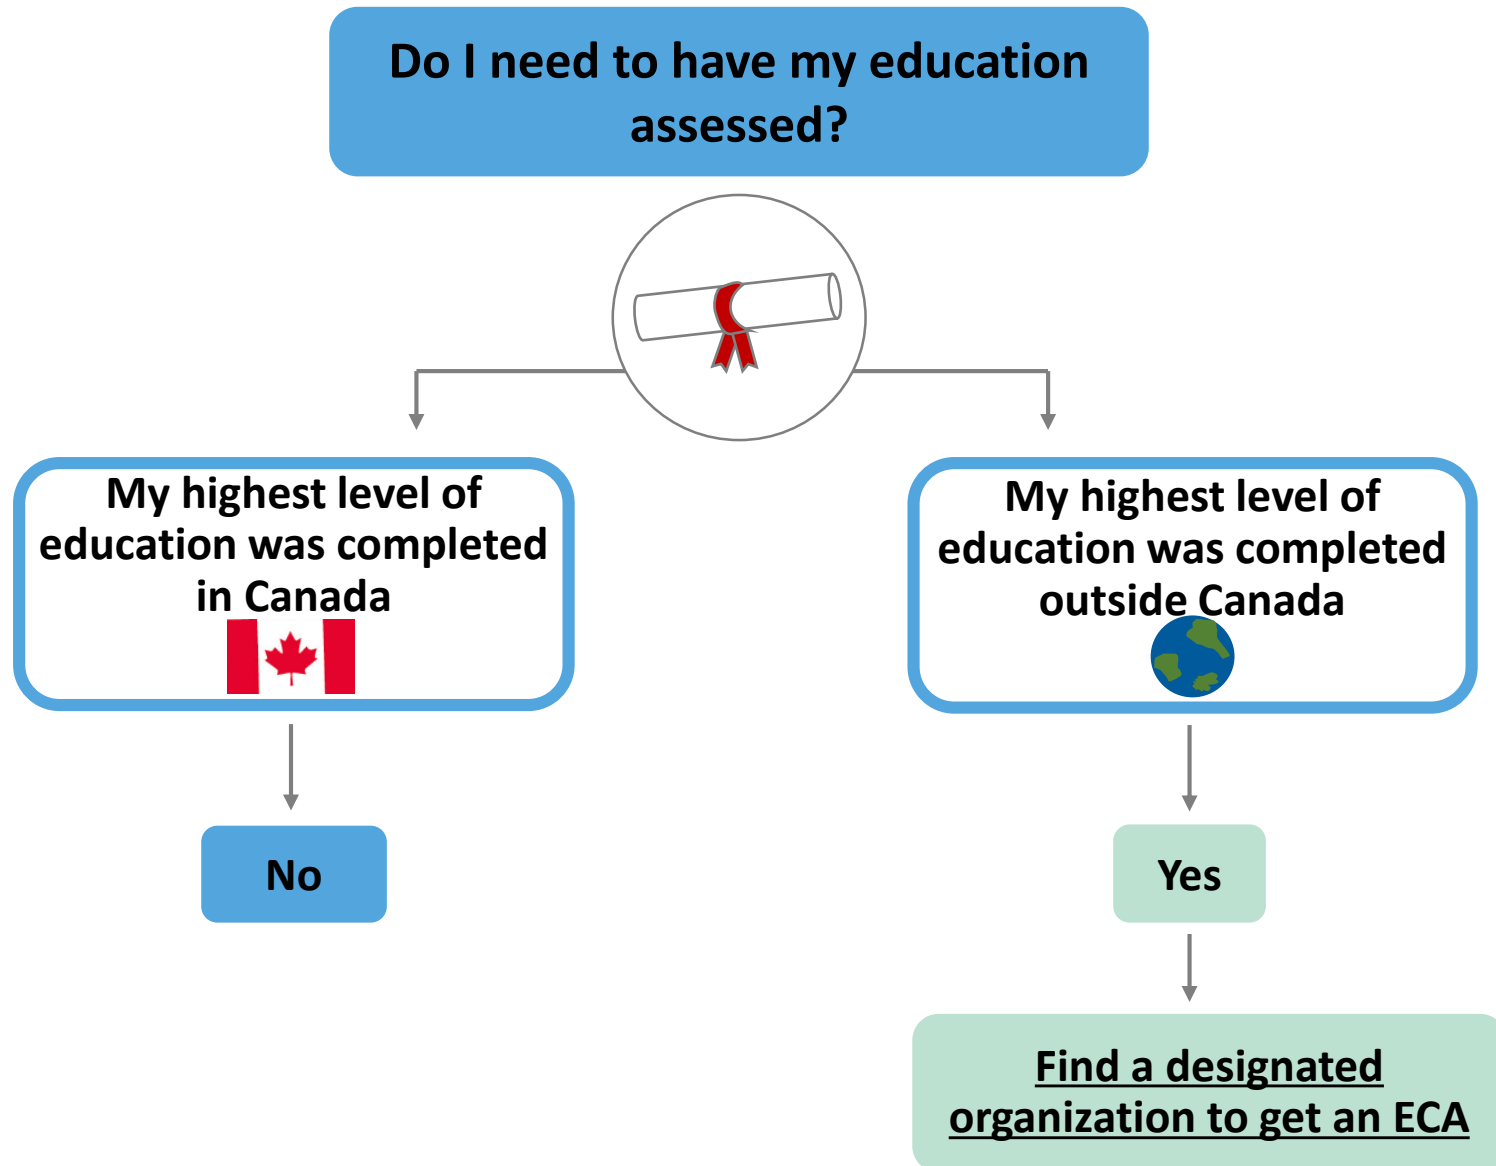 Do I need to have my education
assessed?
My highest level of
education was completed
in Canada
My highest level of
education was completed
outside Canada
No
Yes
Find a designated
organization to get an ECA